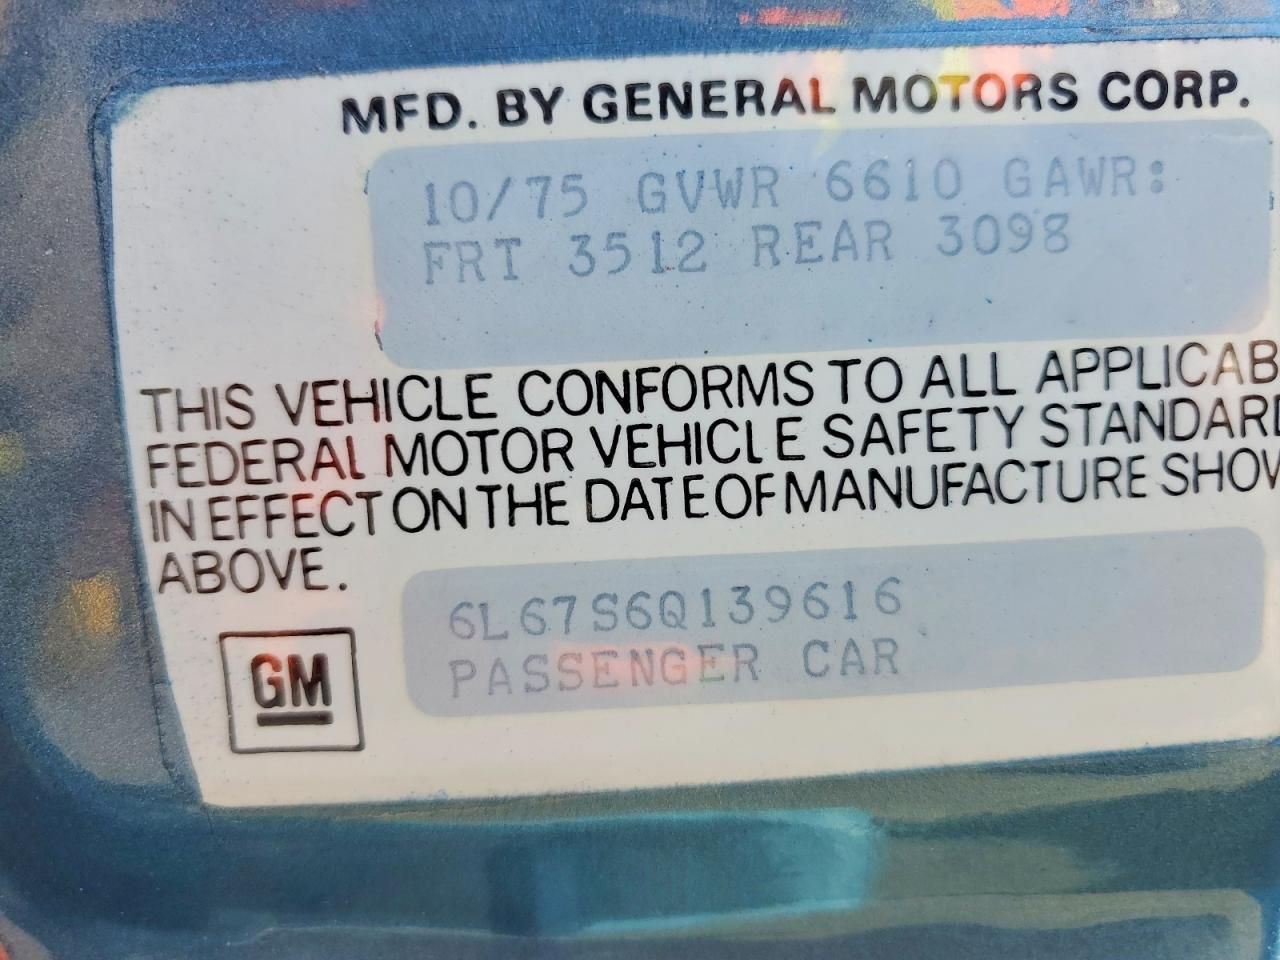 MFD. BY GENERAL MOTORS CORP.
10/75 GVWR 6610 GAWR:
FRT 3512 REAR 3098
THIS VEHICLE CONFORMS TO ALL APPLICAB
FEDERAL MOTOR VEHICLE SAFETY STANDARD
IN EFFECT ON THE DATE OF MANUFACTURE SHOW
ABOVE.
6L67S6Q139616
PASSENGER CAR
GM